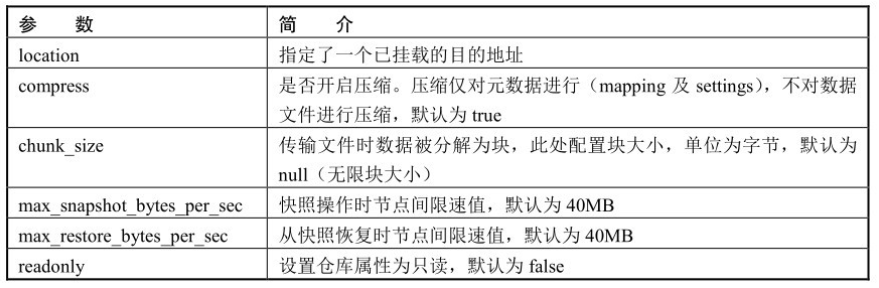 参 数 简 介
location 指定了一个已挂载的目的地址
compress 是否开启压缩。压缩仅对元数据进行（mapping 及 settings），不对数据
文件进行压缩，默认为 true
chunk_size 传输文件时数据被分解为块，此处配置块大小，单位为字节，默认为
null（无限块大小）
max_snapshot_bytes_per_sec 快照操作时节点间限速值，默认为 40MB
max_restore_bytes_per_sec 从快照恢复时节点间限速值，默认为 40MB
readonly 设置仓库属性为只读，默认为 false